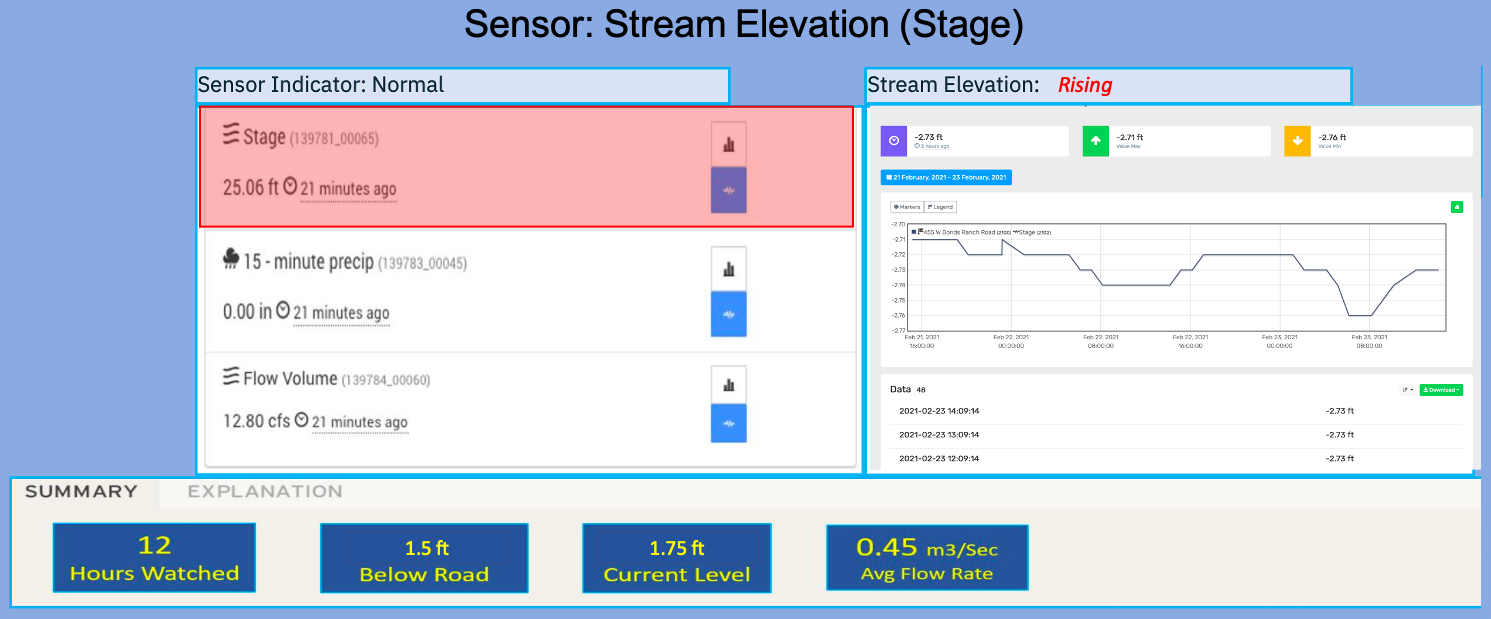 Sensor: Stream Elevation (Stage)
Sensor Indicator: Normal
Stage (139781_00065)
25.06 ft 21 minutes ago
15 - minute precip (139783_00045)
0.00 in 21 minutes ago
Flow Volume (139784_00060)
12.80 cfs 21 minutes ago
Stream Elevation: Rising
-2.73 ft
-2.71 ft
-2.76 ft
3 hours ago
Value Max
Value Min
21 February, 2021 - 23 February, 2021
Markers Legend
455 W Bonds Ranch Road (2100) Stage (2102)
-2.70
-2.71
-2.72
-2.73
-2.74
-2.75
-2.76
-2.77
Feb 21, 2021 Feb 22, 2021 Feb 22, 2021 Feb 22, 2021 Feb 23, 2021 Feb 23, 2021
16:00:00 00:00:00 08:00:00 16:00:00 00:00:00 08:00:00
Data 48
Download
2021-02-23 14:09:14 -2.73 ft
2021-02-23 13:09:14 -2.73 ft
2021-02-23 12:09:14 -2.73 ft
SUMMARY EXPLANATION
12
Hours Watched
1.5 ft
Below Road
1.75 ft
Current Level
0.45 m3/Sec
Avg Flow Rate